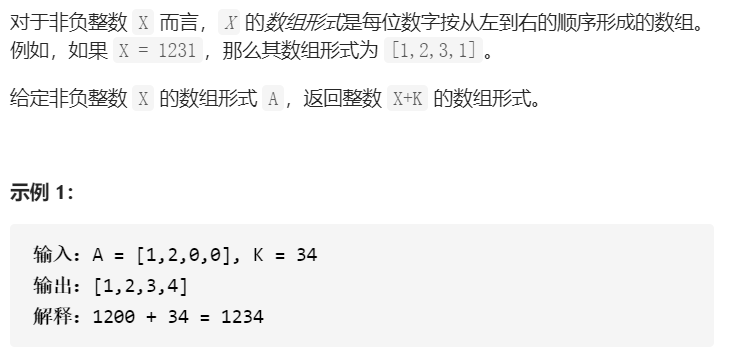 对于非负整数 X 而言，X 的数组形式是每位数字按从左到右的顺序形成的数组。
例如，如果 X = 1231，那么其数组形式为 [1,2,3,1]。
给定非负整数 X 的数组形式 A，返回整数 X+K 的数组形式。
示例 1：
输入：A = [1,2,0,0], K = 34
输出：[1,2,3,4]
解释：1200 + 34 = 1234